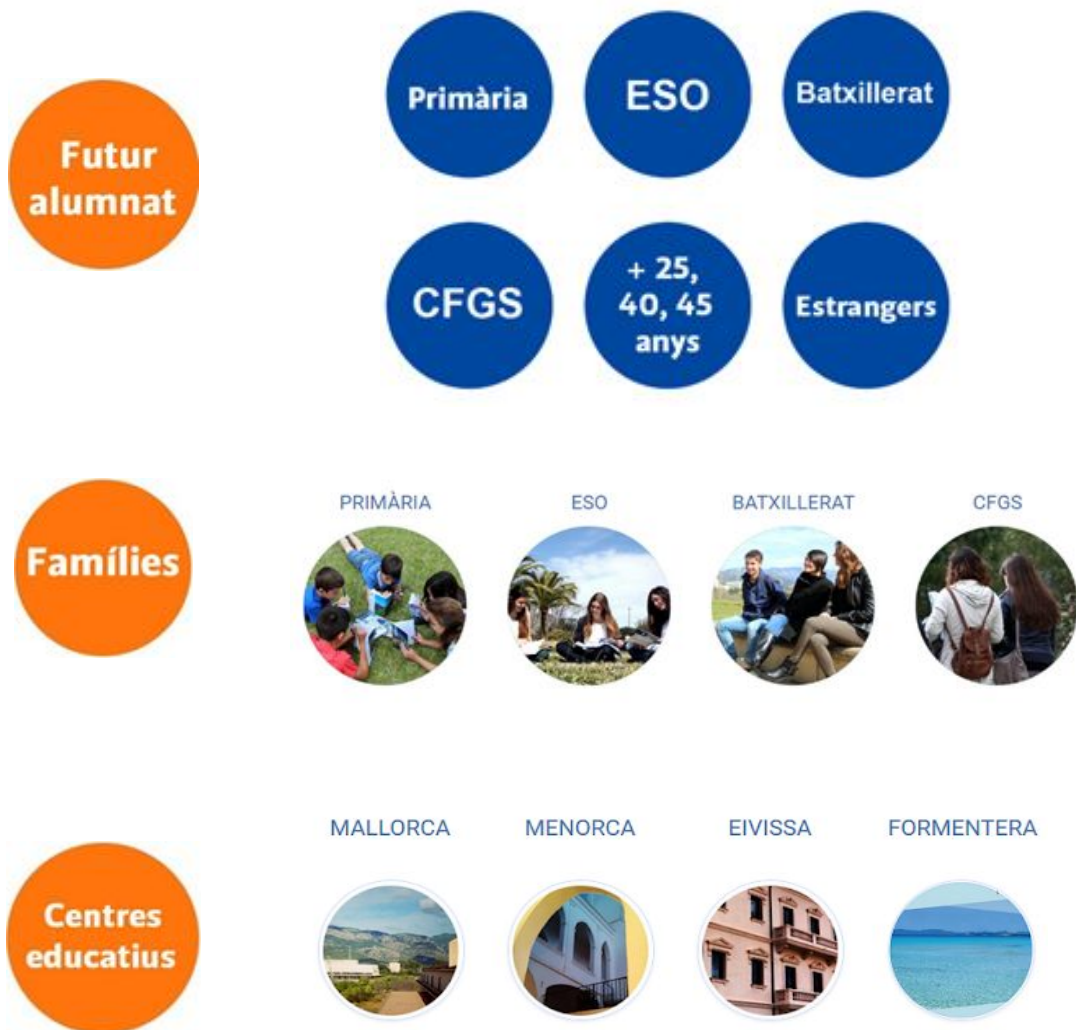 Futur
alumnat
Primària
ESO
Batxillerat
CFGS
+ 25,
40, 45
anys
Estrangers
Famílies
PRIMÀRIA
ESO
BATXILLERAT
CFGS
Centres
educatius
MALLORCA
MENORCA
EIVISSA
FORMENTERA